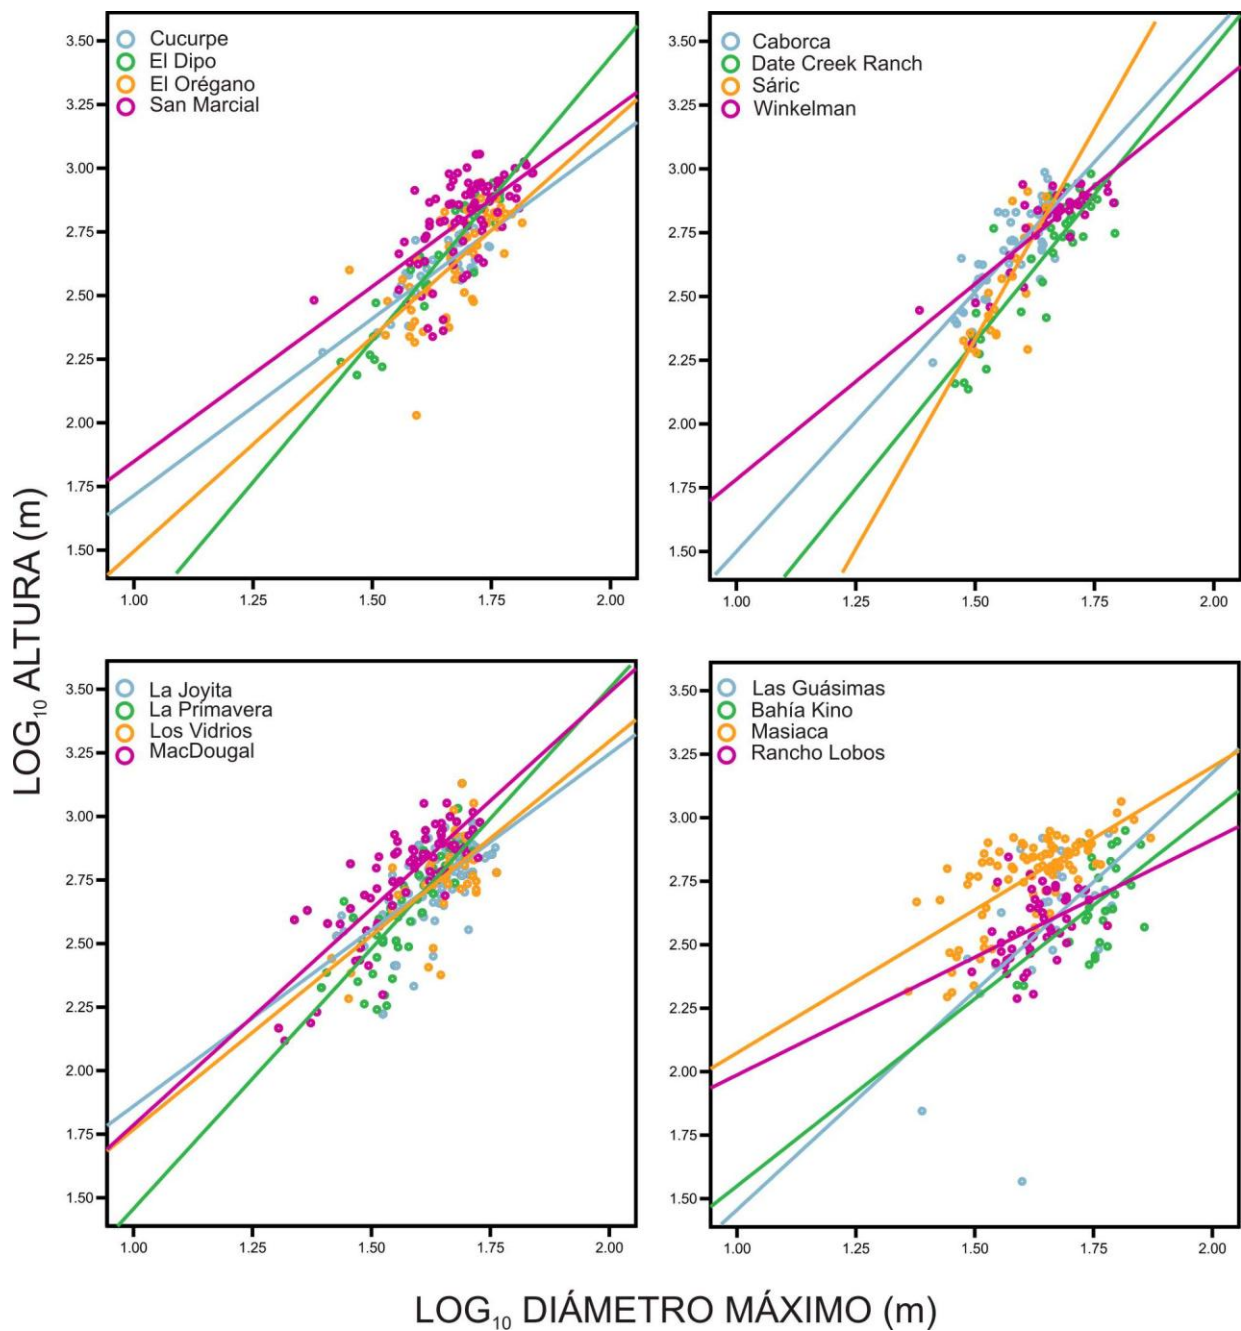 Cucurpe
El Dipo
El Orégano
San Marcial
3.50
3.25
3.00
2.75
2.50
2.25
2.00
1.75
1.50
1.00 1.25 1.50 1.75 2.00
Caborca
Date Creek Ranch
Sáric
Winkelman
3.50
3.25
3.00
2.75
2.50
2.25
2.00
1.75
1.50
1.00 1.25 1.50 1.75 2.00
LOG10 ALTURA (m)
La Joyita
La Primavera
Los Vidrios
MacDougal
3.50
3.25
3.00
2.75
2.50
2.25
2.00
1.75
1.50
1.00 1.25 1.50 1.75 2.00
Las Guásimas
Bahía Kino
Masiaca
Rancho Lobos
3.50
3.25
3.00
2.75
2.50
2.25
2.00
1.75
1.50
1.00 1.25 1.50 1.75 2.00
LOG10 DIÁMETRO MÁXIMO (m)